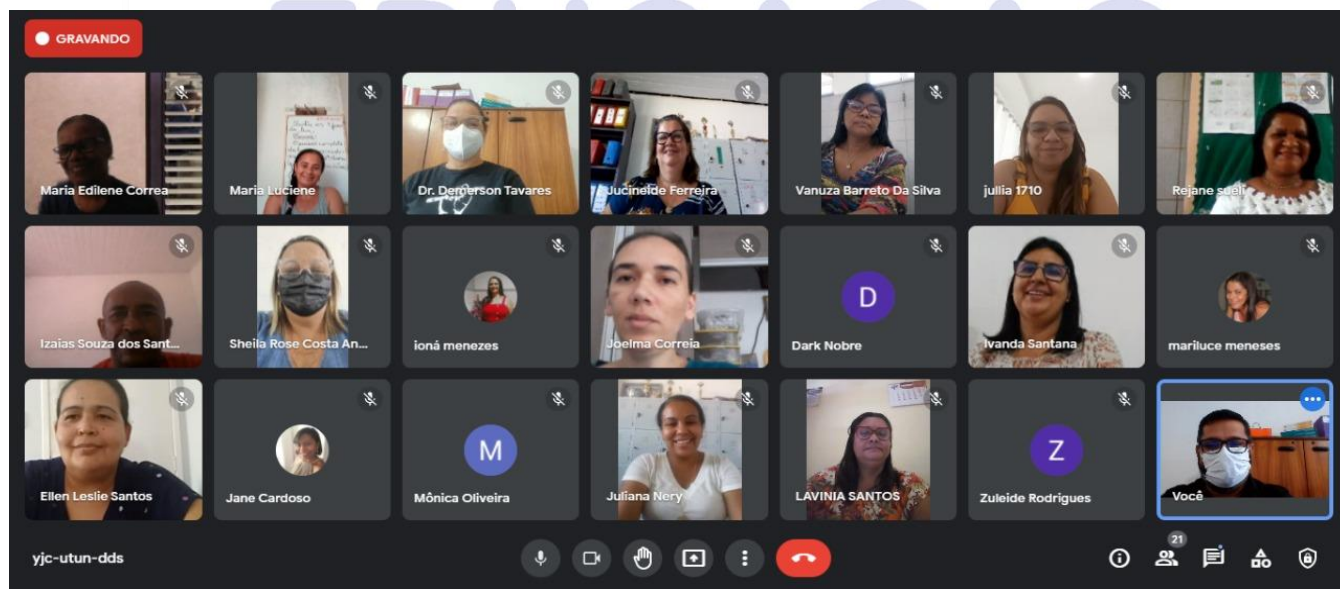 GRAVANDO
Maria Edilene Correa
Maria Luciene
Dr. Demerson Tavares
Jucineide Ferreira
Vanuza Barreto Da Silva
jullia 1710
Rejane sueli
Izaias Souza dos Sant...
Sheila Rose Costa An...
ioná menezes
Joelma Correia
D
Dark Nobre
Ivanda Santana
mariluce meneses
Ellen Leslie Santos
Jane Cardoso
M
Mônica Oliveira
Juliana Nery
LAVINIA SANTOS
Z
Zuleide Rodrigues
Você
yjc-utun-dds
21